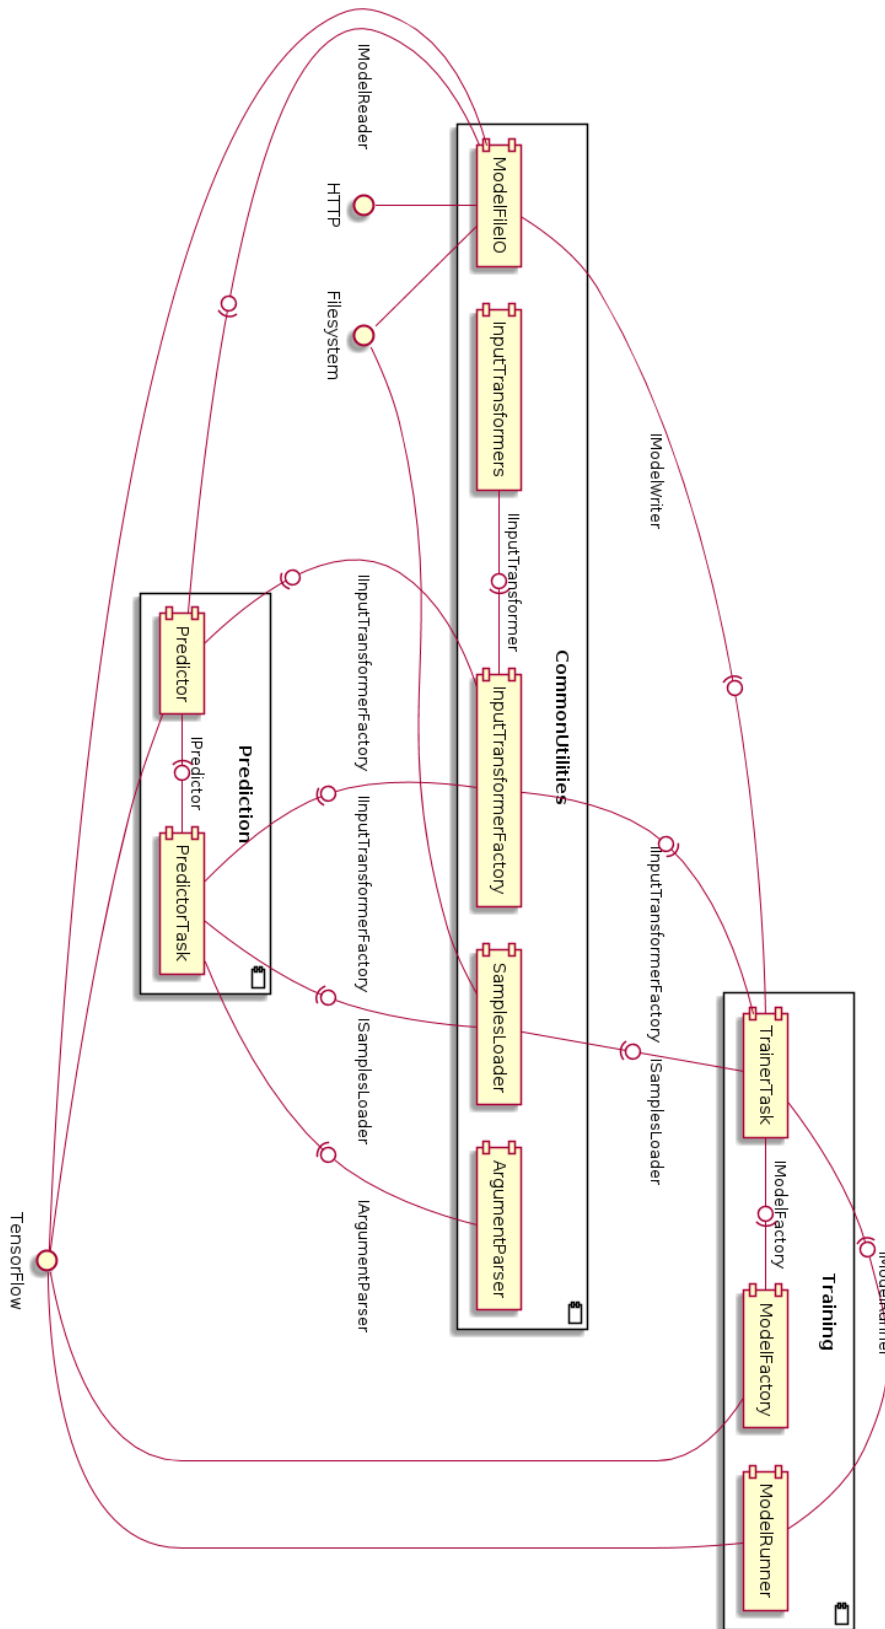 IModelRunner
Training
TrainerTask
IModelFactory
ModelFactory
ModelRunner
IModelWriter
IInputTransformerFactory
ISamplesLoader
CommonUtilities
ModelFileIO
InputTransformers
IInputTransformer
InputTransformerFactory
SamplesLoader
ArgumentParser
IModelReader
IInputTransformerFactory
IInputTransformerFactory
ISamplesLoader
IArgumentParser
HTTP
Filesystem
Prediction
Predictor
IPredictor
PredictorTask
TensorFlow